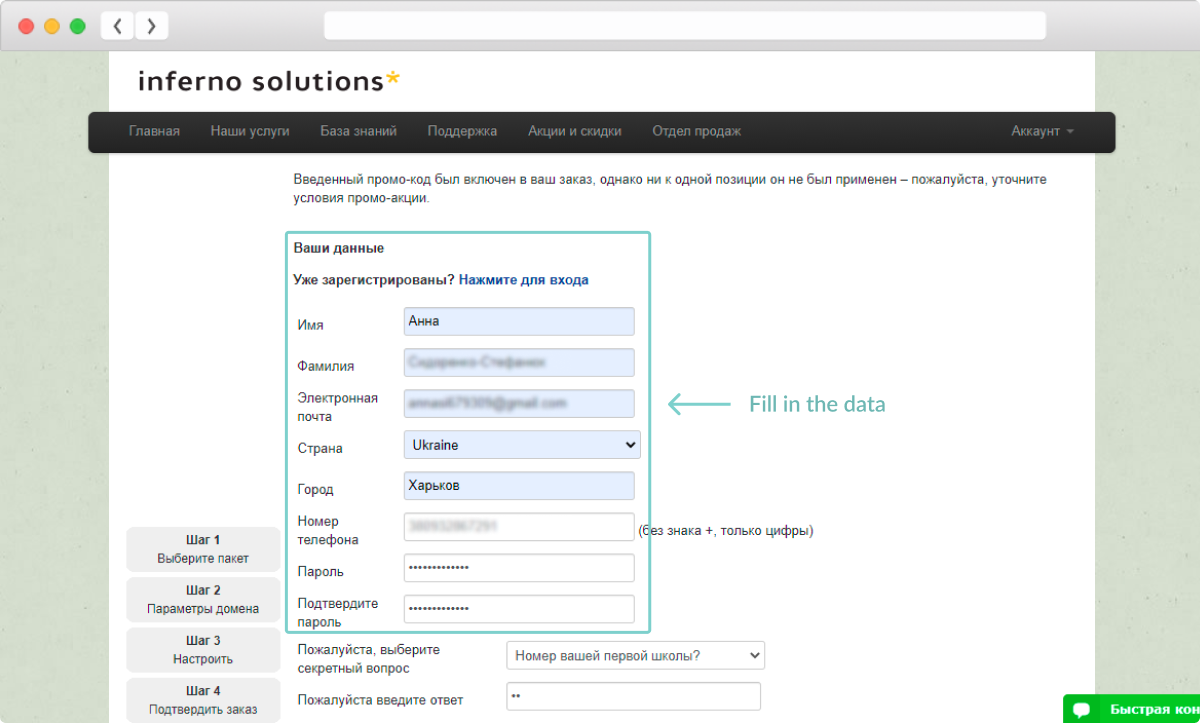 inferno solutions*
Главная Наши услуги База знаний Поддержка Акции и скидки Отдел продаж Аккаунт
Введенный промо-код был включен в ваш заказ, однако ни к одной позиции он не был применен – пожалуйста, уточните
условия промо-акции.
Ваши данные
Уже зарегистрированы? Нажмите для входа
Имя Анна
Фамилия
Электронная
почта
Fill in the data
Страна Ukraine
Город Харьков
Номер
телефона
(без знака +, только цифры)
Пароль •••••••••••••
Подтвердите
пароль
•••••••••••••
Пожалуйста, выберите
секретный вопрос
Номер вашей первой школы?
Пожалуйста введите ответ ••
Шаг 1
Выберите пакет
Шаг 2
Параметры домена
Шаг 3
Настроить
Шаг 4
Подтвердить заказ
Быстрая кон